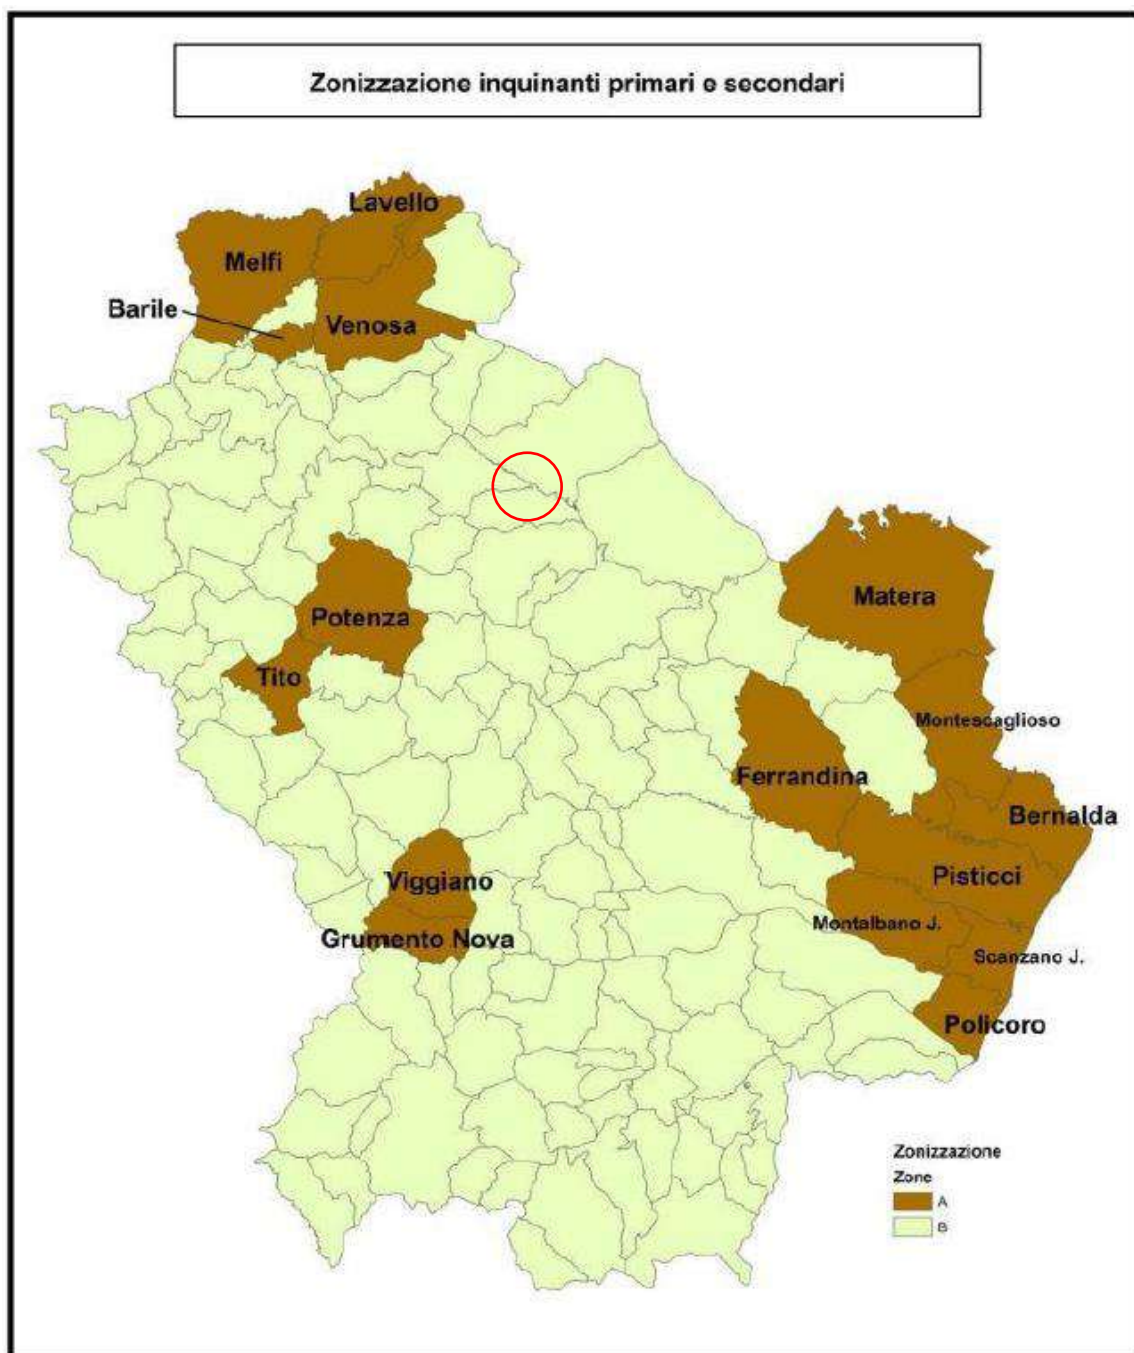 Zonizzazione inquinanti primari e secondari
Lavello
Melfi
Barile
Venosa
Matera
Potenza
Tito
Montescaglioso
Ferrandina
Bernalda
Viggiano
Pisticci
Montalbano J.
Grumento Nova
Scanzano J.
Policoro
Zonizzazione
Zone
A
B